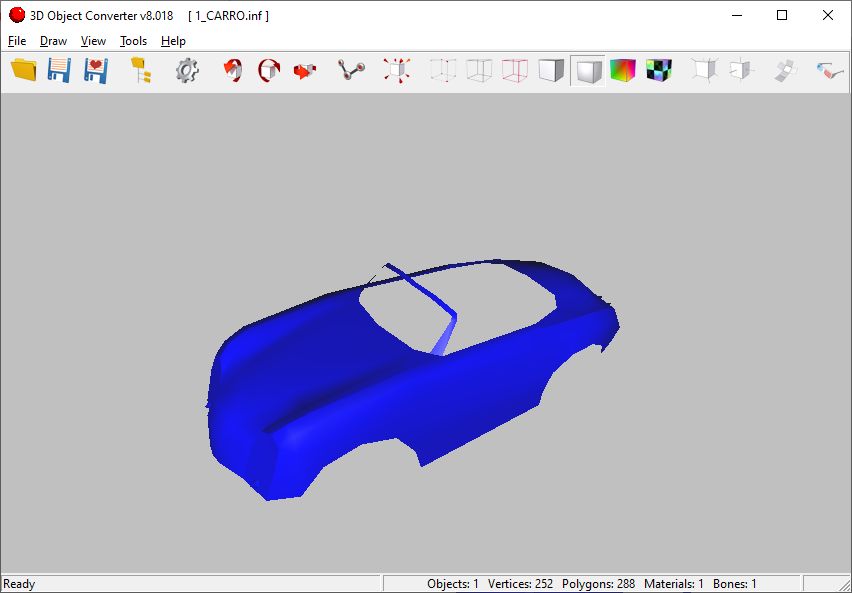 3D Object Converter v8.018 [ 1_CARRO.inf ]
File Draw View Tools Help
Ready Objects: 1 Vertices: 252 Polygons: 288 Materials: 1 Bones: 1